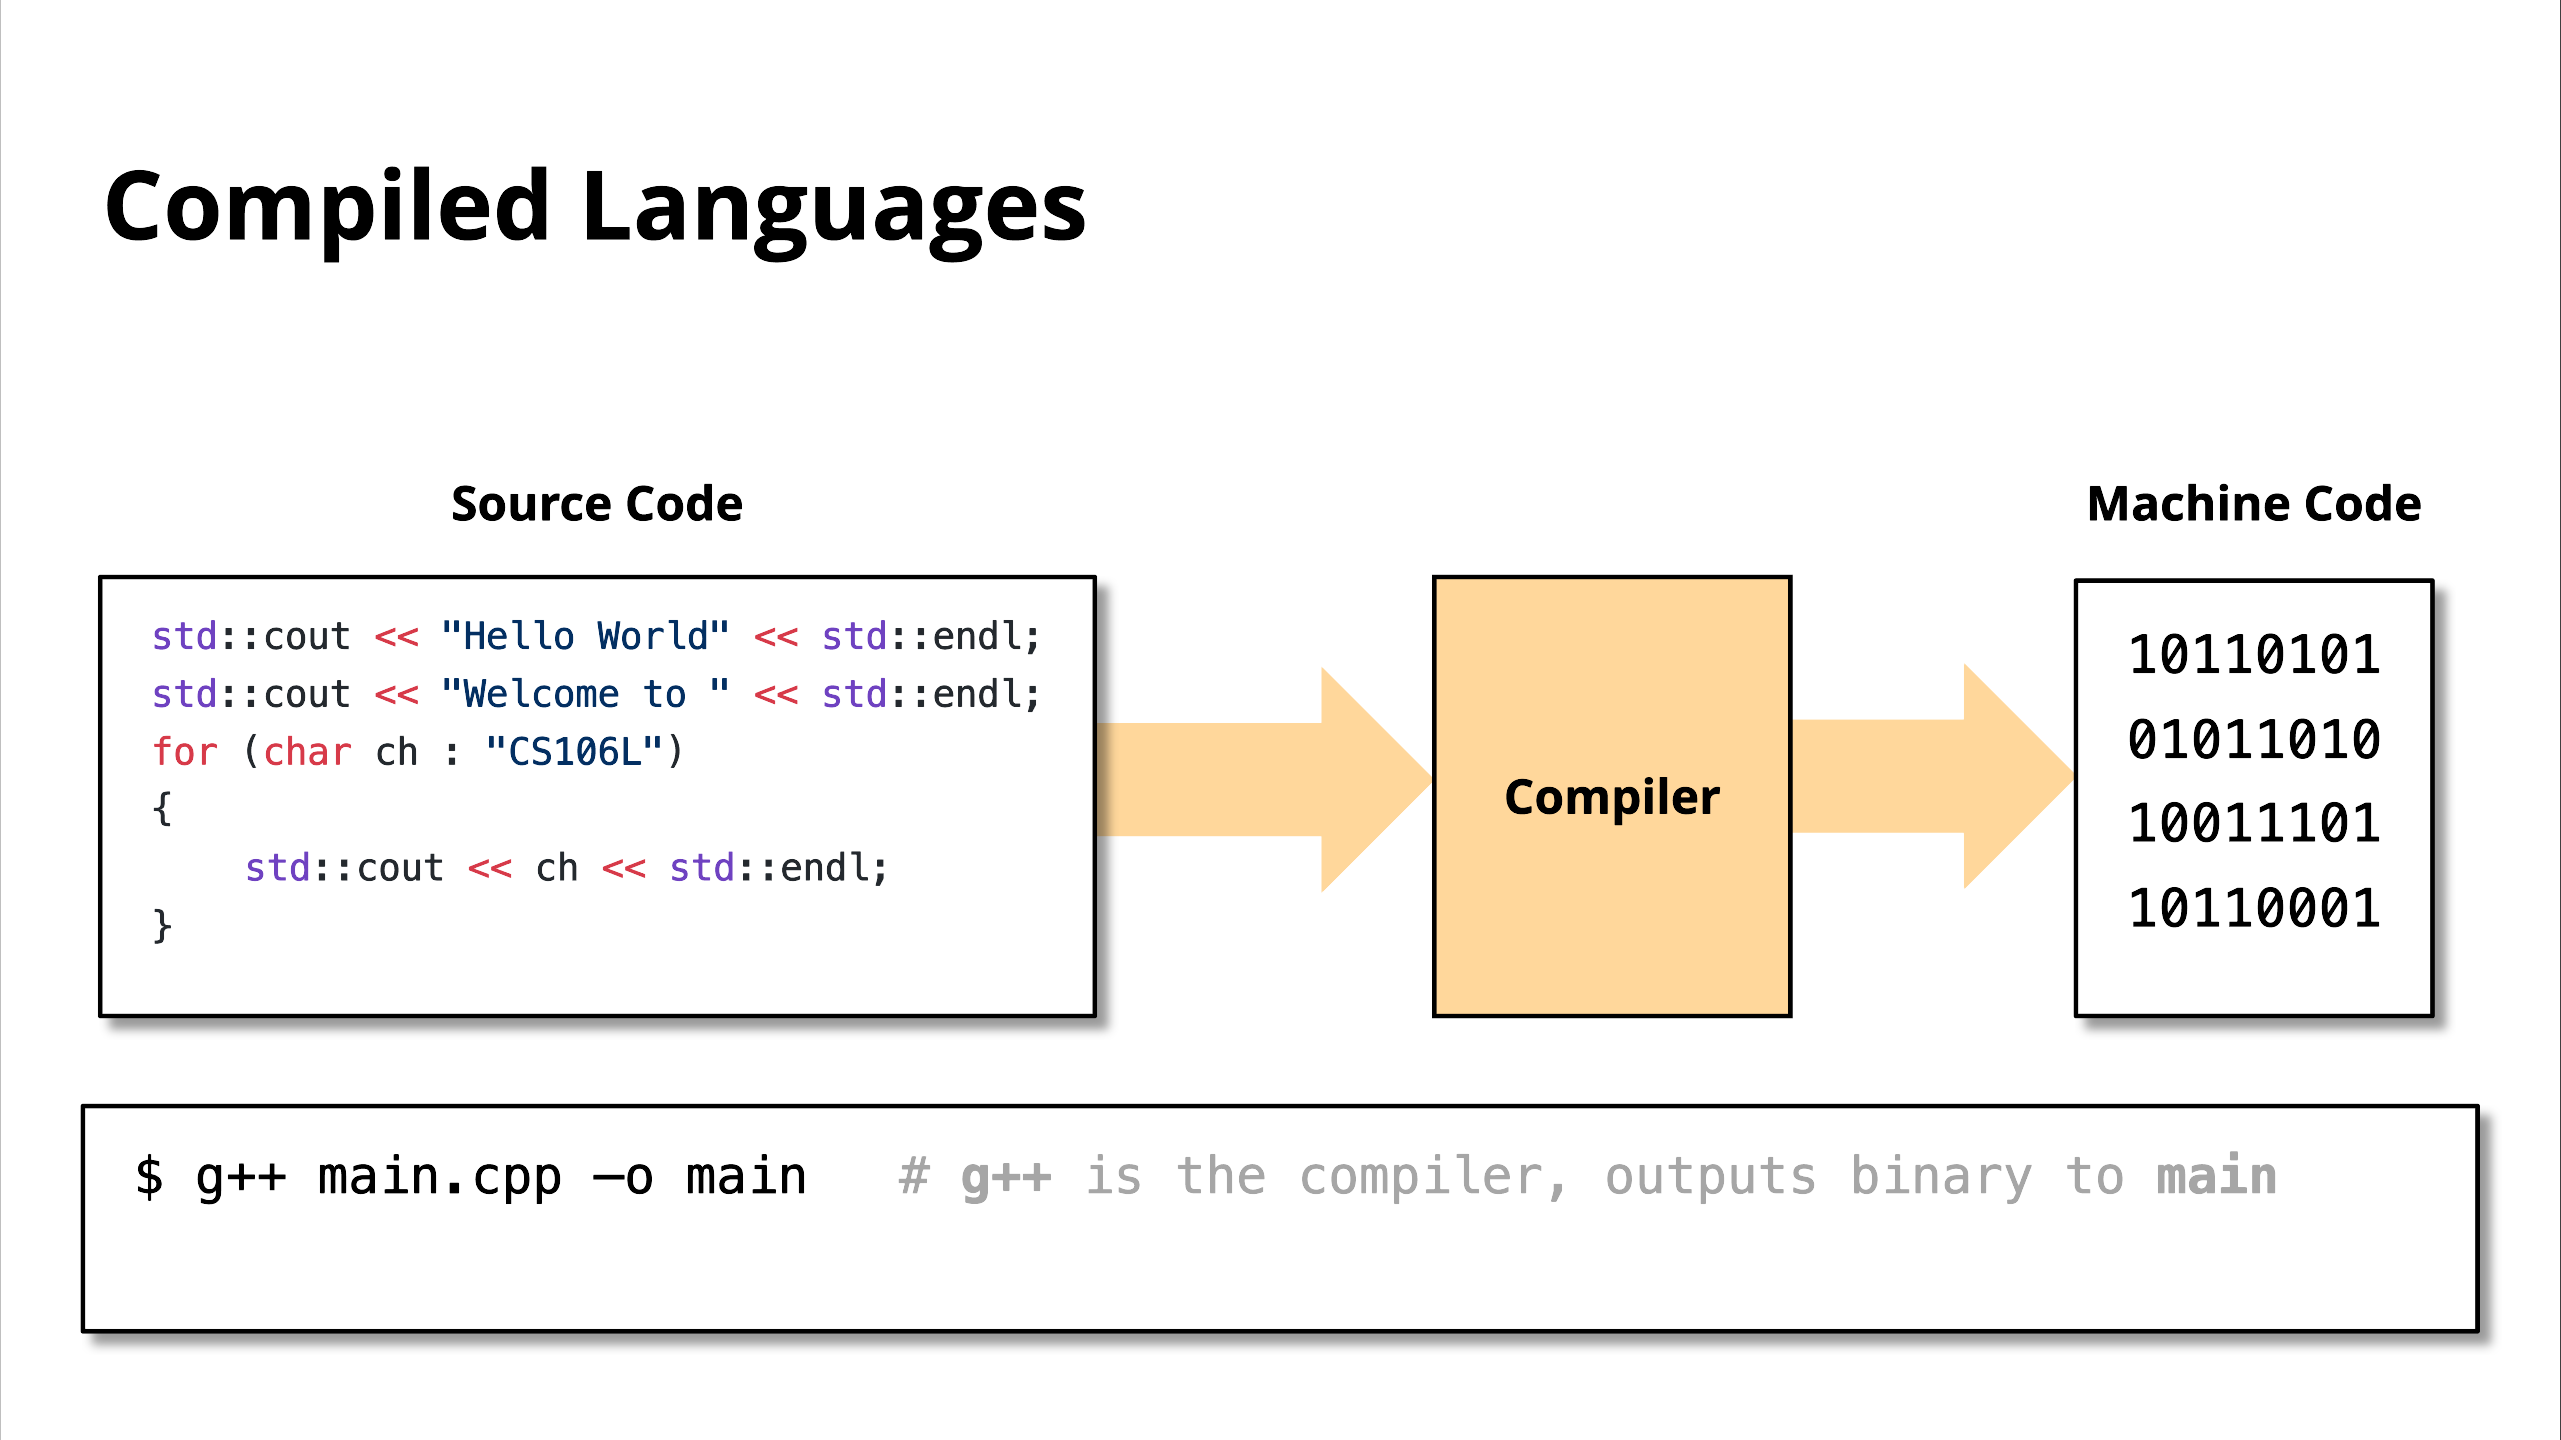 Compiled Languages
Source Code
std::cout << "Hello World" << std::endl;
std::cout << "Welcome to " << std::endl;
for (char ch : "CS106L")
{
    std::cout << ch << std::endl;
}
Compiler
Machine Code
10110101
01011010
10011101
10110001
$ g++ main.cpp –o main   # g++ is the compiler, outputs binary to main